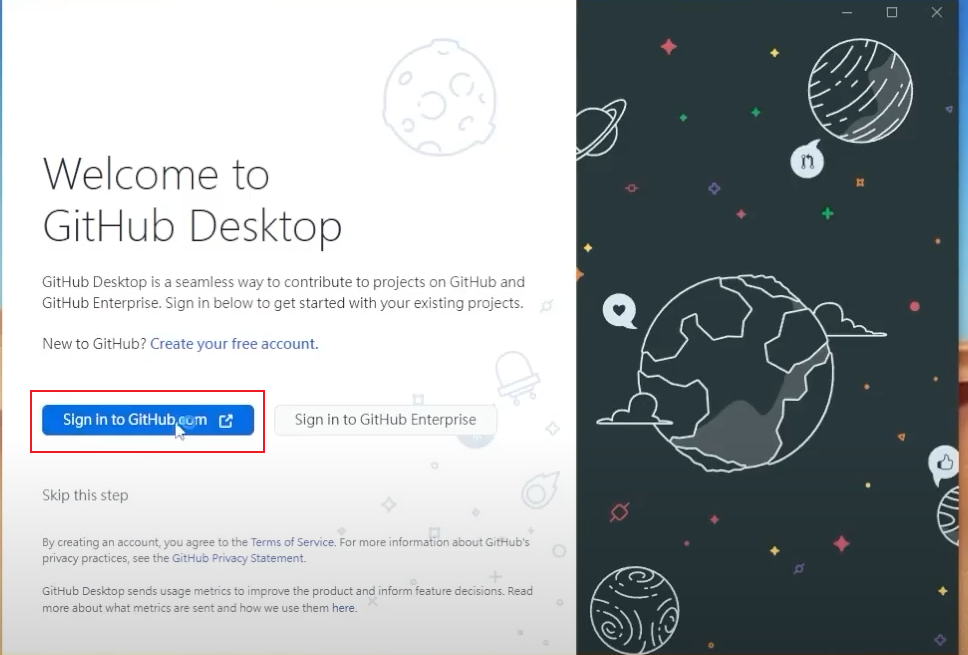 Welcome to
GitHub Desktop
GitHub Desktop is a seamless way to contribute to projects on GitHub and
GitHub Enterprise. Sign in below to get started with your existing projects.
New to GitHub? Create your free account.
Sign in to GitHub.com
Sign in to GitHub Enterprise
Skip this step
By creating an account, you agree to the Terms of Service. For more information about GitHub's
privacy practices, see the GitHub Privacy Statement.
GitHub Desktop sends usage metrics to improve the product and inform feature decisions. Read
more about what metrics are sent and how we use them here.